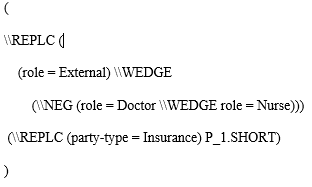 (
\\REPLC (
(role = External) \\WEDGE
(\\NEG (role = Doctor \\WEDGE role = Nurse)))
(\\REPLC (party-type = Insurance) P_1.SHORT)
)